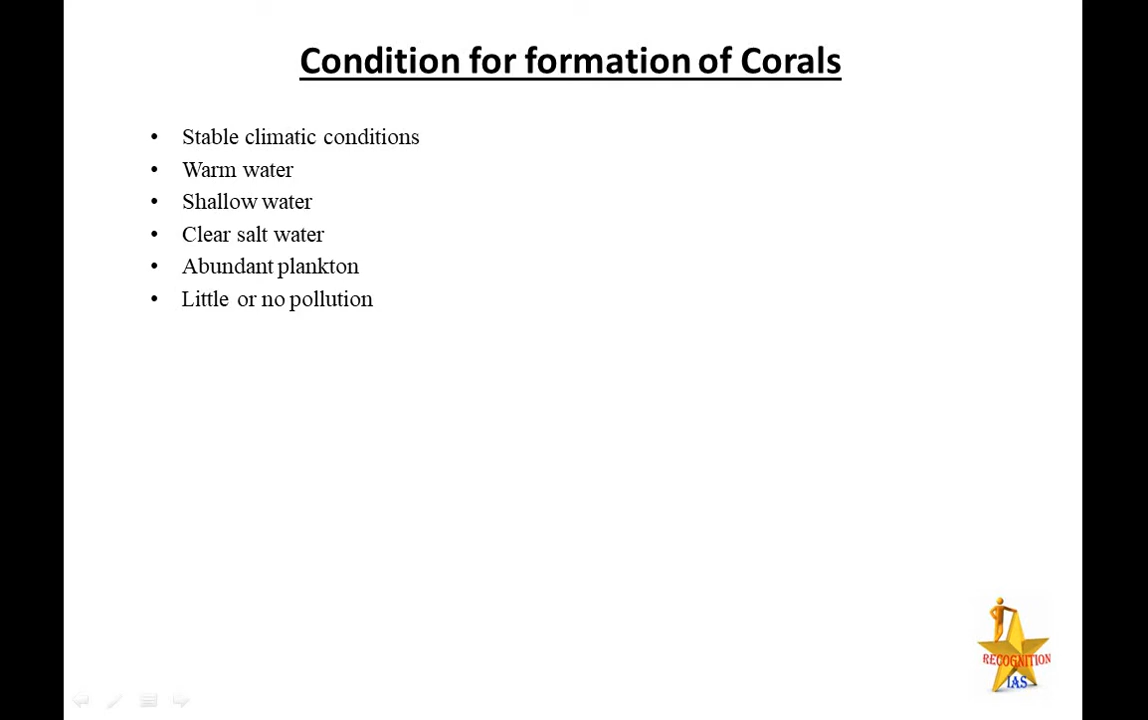 Condition for formation of Corals
• Stable climatic conditions
• Warm water
• Shallow water
• Clear salt water
• Abundant plankton
• Little or no pollution
RECOGNITION
IAS